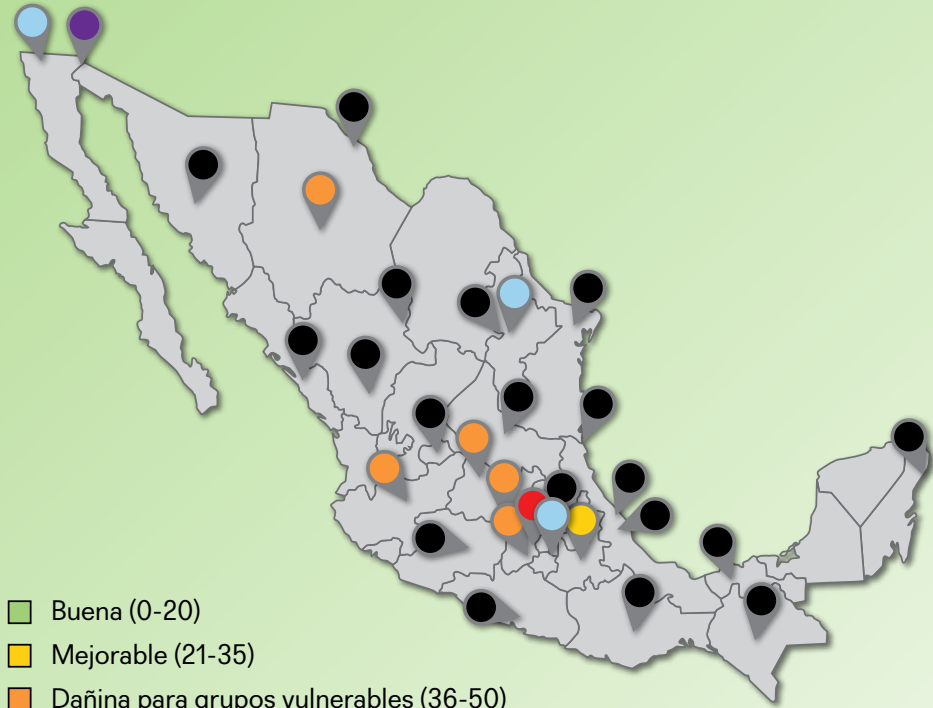 Buena (0-20)
Mejorable (21-35)
Dañina para grupos vulnerables (36-50)